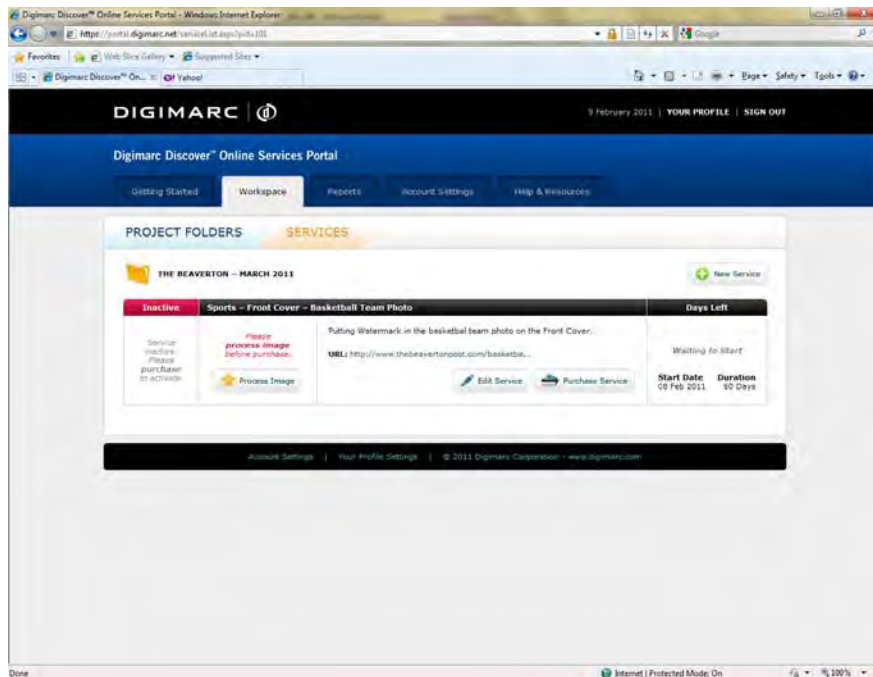 Digimarc Discover™ Online Services Portal - Windows Internet Explorer
https://portal.digimarc.net/
Google
Favorites Web Slice Gallery Suggested Sites
Digimarc Discover™ On... Yahoo! Page Safety Tools
DIGIMARC 9 February 2011 | YOUR PROFILE | SIGN OUT
Digimarc Discover™ Online Services Portal
Getting Started Workspace Reports Account Settings Help & Resources
PROJECT FOLDERS SERVICES
THE BEAVERTON – MARCH 2011 New Service
Inactive Sports – Front Cover – Basketball Team Photo Days Left
Service inactive. Please purchase to activate.
Please process image before purchase.
Process Image
Putting Watermark in the basketbal team photo on the Front Cover.
URL: http://www.thebeavertonpost.com/basketba...
Edit Service Purchase Service
Waiting to Start
Start Date Duration
08 Feb 2011 60 Days
Account Settings | Your Profile Settings | © 2011 Digimarc Corporation - www.digimarc.com
Done Internet | Protected Mode: On 100%